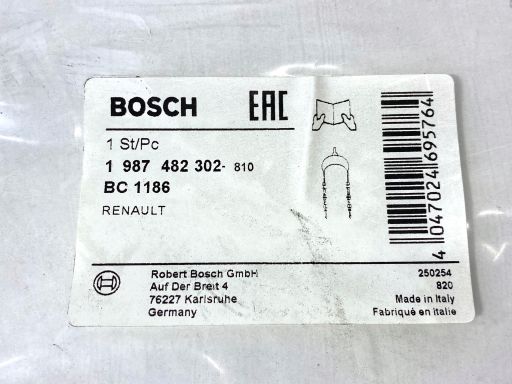 BOSCH
EAC
1 St/Pc
1 987 482 302- 810
BC 1186
RENAULT
4 047024 695764
Robert Bosch GmbH
Auf Der Breit 4
76227 Karlsruhe
Germany
250254
820
Made in Italy
Fabriqué en Italie